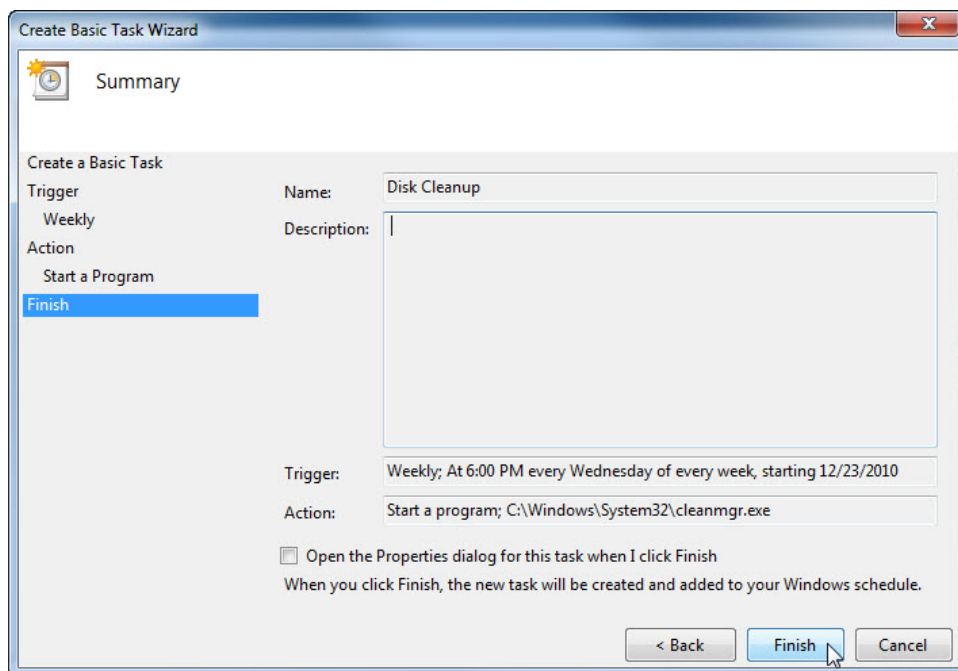 Create Basic Task Wizard
Summary
Create a Basic Task
Trigger
Weekly
Action
Start a Program
Finish
Name: Disk Cleanup
Description:
Trigger: Weekly; At 6:00 PM every Wednesday of every week, starting 12/23/2010
Action: Start a program; C:\Windows\System32\cleanmgr.exe
Open the Properties dialog for this task when I click Finish
When you click Finish, the new task will be created and added to your Windows schedule.
< Back Finish Cancel